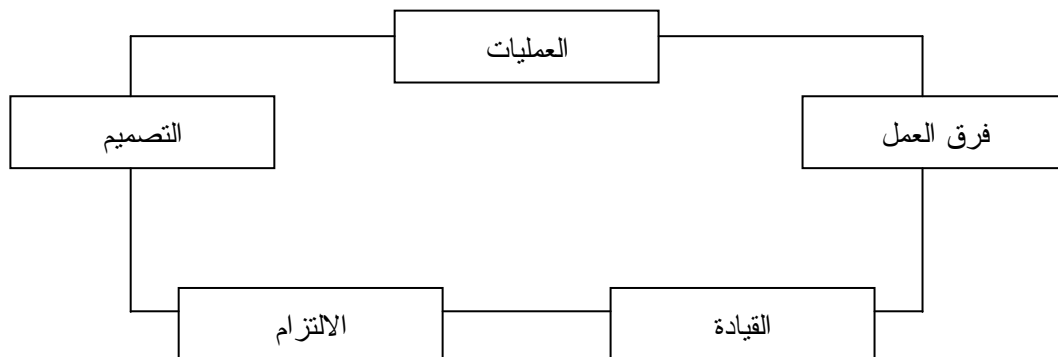 العمليات
فرق العمل
التصميم
القيادة
الالتزام